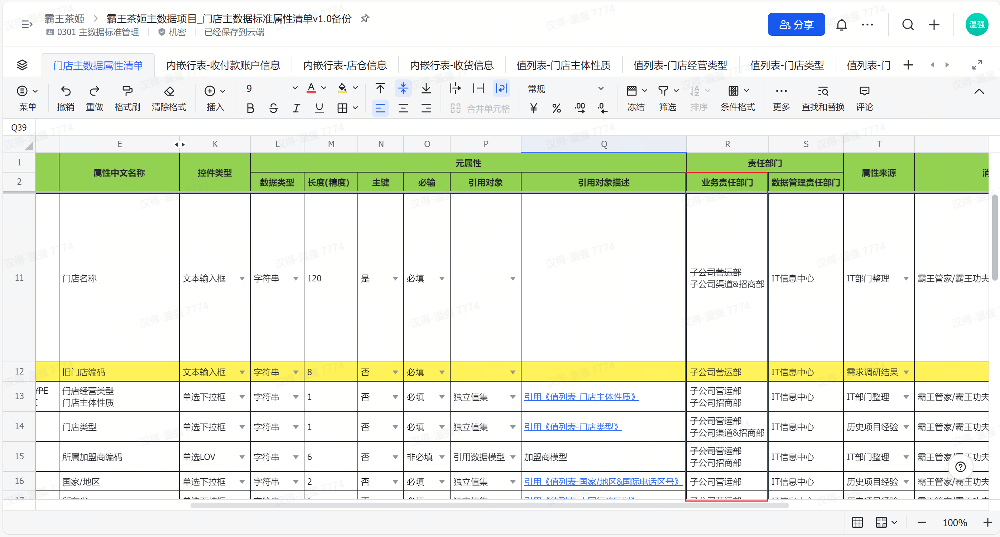 霸王茶姬 > 霸王茶姬主数据项目_门店主数据标准属性清单v1.0备份
0301 主数据标准管理 机密 已经保存到云端
分享
温强
门店主数据属性清单 内嵌行表-收付款账户信息 内嵌行表-店仓信息 内嵌行表-收货信息 值列表-门店主体性质 值列表-门店经营类型 值列表-门店类型 值列表-门
9 常规
菜单 撤销 重做 格式刷 清除格式 插入 B S I U 合并单元格 ¥ % .00 .0 冻结 筛选 排序 条件格式 更多 查找和替换 评论
Q39
E K L M N O P Q R S T
1 属性中文名称 控件类型 元属性 责任部门 属性来源 消
2 数据类型 长度(精度) 主键 必输 引用对象 引用对象描述 业务责任部门 数据管理责任部门
11 门店名称 文本输入框 字符串 120 是 必填 子公司营运部
子公司渠道&招商部 IT信息中心 IT部门整理 霸王管家/霸王功夫
12 旧门店编码 文本输入框 字符串 8 否 必填 子公司营运部 IT信息中心 需求调研结果
13 YPE
E 门店经营类型
门店主体性质 单选下拉框 字符串 1 否 必填 独立值集 引用《值列表-门店主体性质》 子公司营运部
子公司招商部 IT信息中心 IT部门整理 霸王管家/霸王功夫
14 门店类型 单选下拉框 字符串 1 否 必填 独立值集 引用《值列表-门店类型》 子公司营运部
子公司渠道&招商部 IT信息中心 历史项目经验 霸王管家/霸王功夫
15 所属加盟商编码 单选LOV 字符串 6 否 非必填 引用数据模型 加盟商模型 子公司营运部
子公司招商部 IT信息中心 IT部门整理 霸王管家/霸王功夫
16 国家/地区 单选下拉框 字符串 2 否 必填 独立值集 引用《值列表-国家/地区&国际电话区号》 子公司营运部 IT信息中心 历史项目经验 霸王管家/霸王功夫
100%
汉得-温强 7774